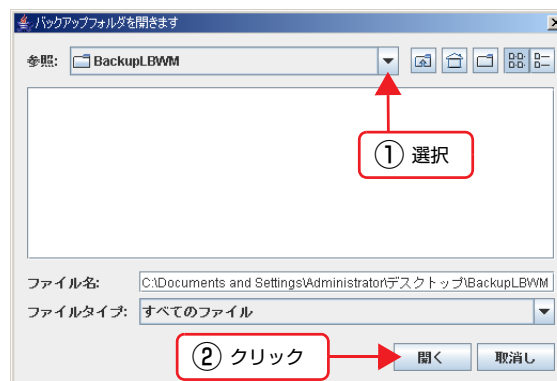 バックアップフォルダを開きます
参照: BackupLBWM
① 選択
ファイル名: C:\Documents and Settings\Administrator\デスクトップ\BackupLBWM
ファイルタイプ: すべてのファイル
② クリック 開く 取消し